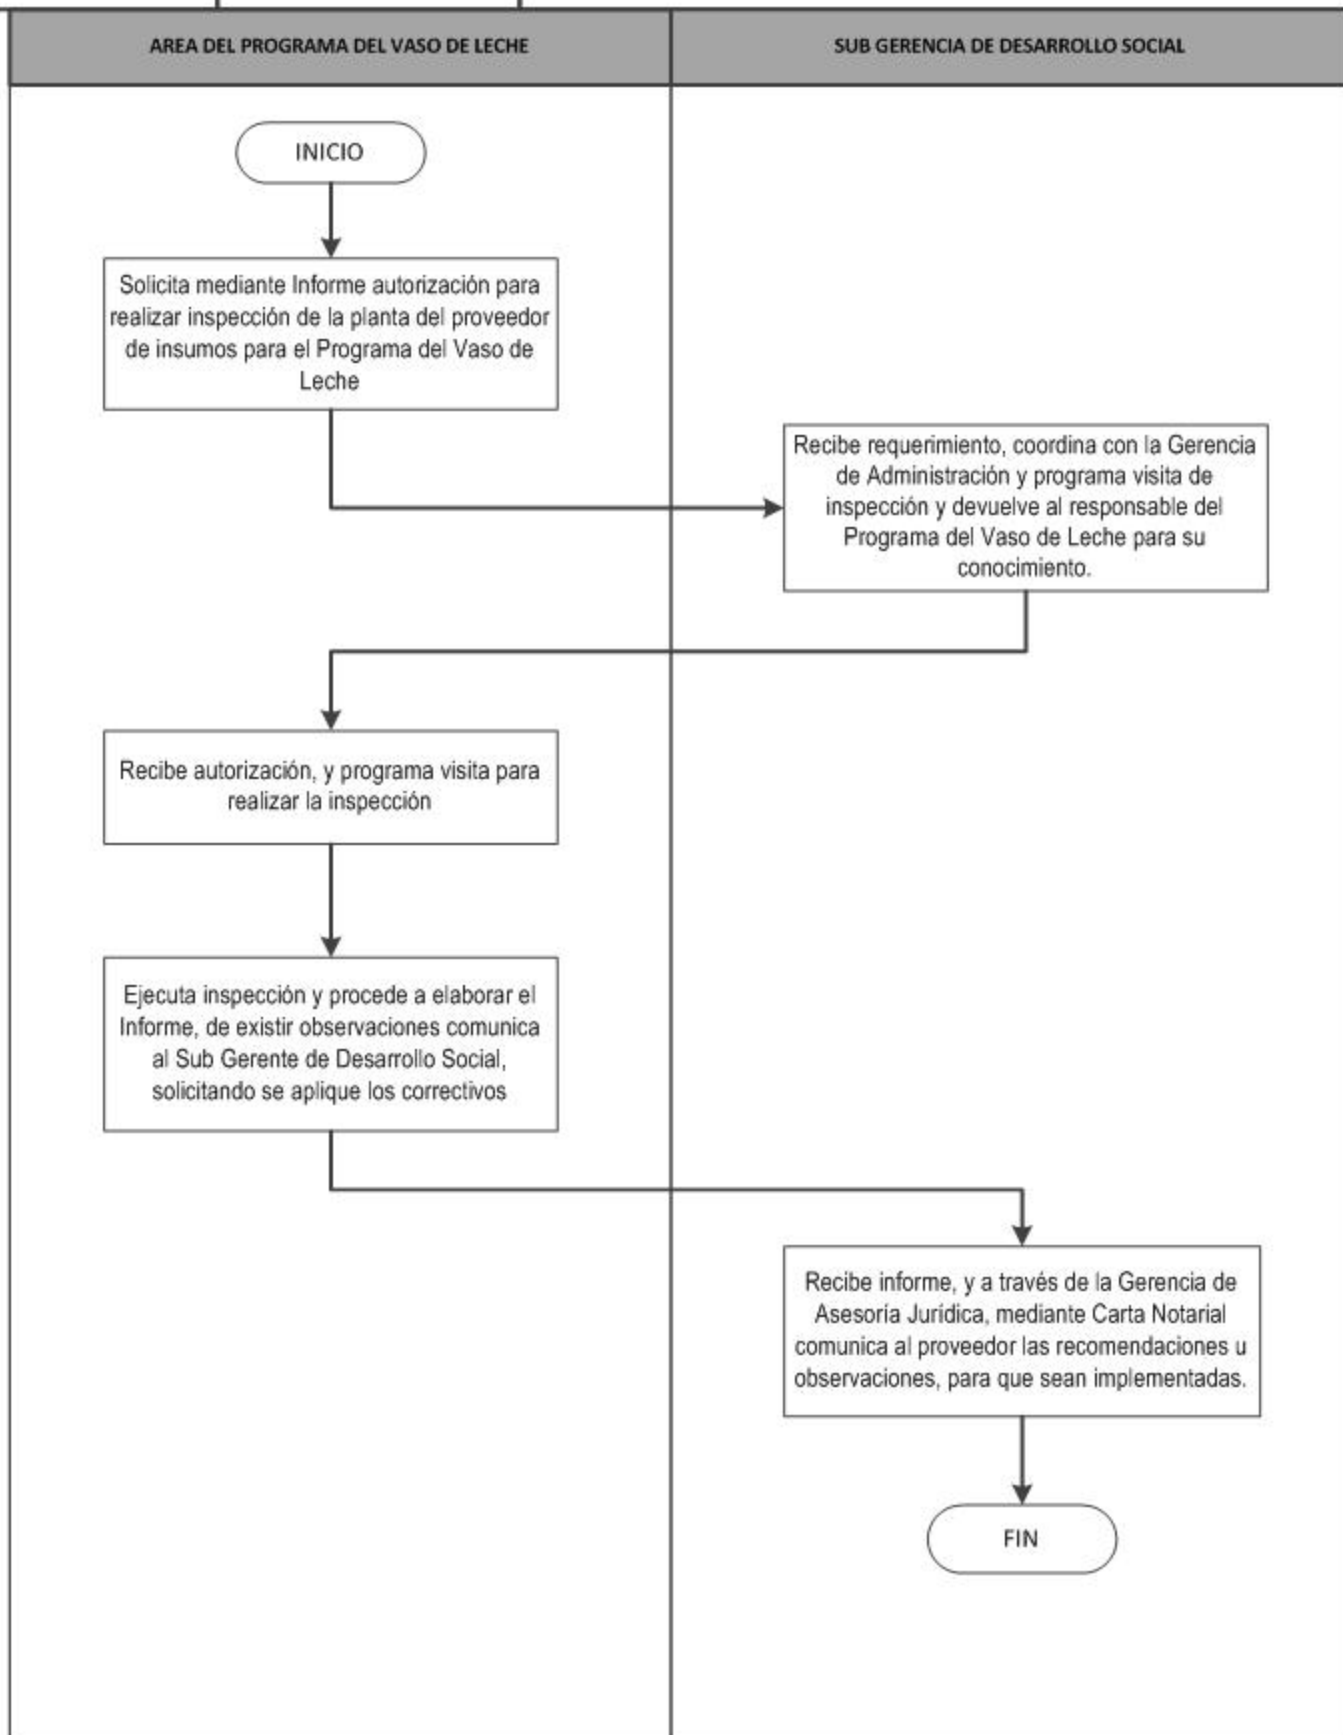 AREA DEL PROGRAMA DEL VASO DE LECHE
SUB GERENCIA DE DESARROLLO SOCIAL
INICIO
Solicita mediante Informe autorización para
realizar inspección de la planta del proveedor
de insumos para el Programa del Vaso de
Leche
Recibe requerimiento, coordina con la Gerencia
de Administración y programa visita de
inspección y devuelve al responsable del
Programa del Vaso de Leche para su
conocimiento.
Recibe autorización, y programa visita para
realizar la inspección
Ejecuta inspección y procede a elaborar el
Informe, de existir observaciones comunica
al Sub Gerente de Desarrollo Social,
solicitando se aplique los correctivos
Recibe informe, y a través de la Gerencia de
Asesoría Jurídica, mediante Carta Notarial
comunica al proveedor las recomendaciones u
observaciones, para que sean implementadas.
FIN